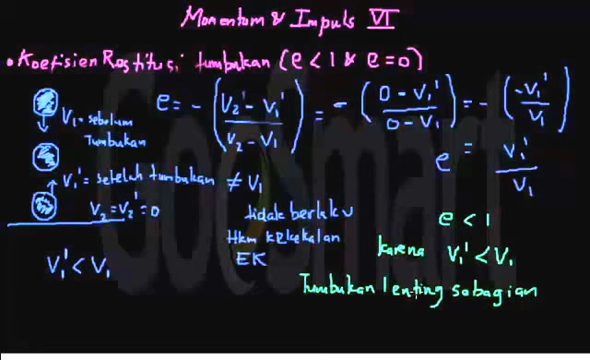 Momentum & Impuls VI
• Koefisien Restitusi tumbukan (e < 1 & e = 0)
V₁ = sebelum
Tumbukan
V₁' = setelah tumbukan ≠ V₁
V₂ = V₂' = 0
V₁' < V₁
e = - (V₂' - V₁' / V₂ - V₁) = - (0 - V₁' / 0 - V₁) = - (-V₁' / V₁)
e = V₁' / V₁
tidak berlaku
Hkm kekekalan
EK
e < 1
karena V₁' < V₁
Tumbukan lenting sebagian
GoeSmart